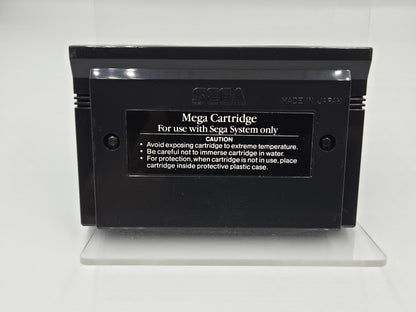 SEGA
MADE IN JAPAN
Mega Cartridge
For use with Sega System only
CAUTION
• Avoid exposing cartridge to extreme temperature.
• Be careful not to immerse cartridge in water.
• For protection, when cartridge is not in use, place
cartridge inside protective plastic case.